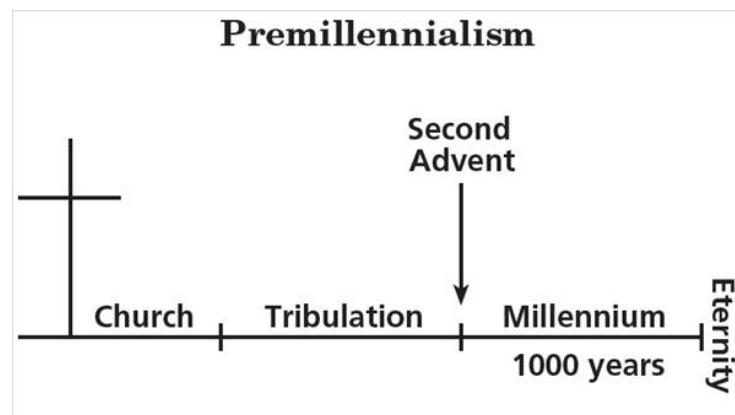 Premillennialism
Second
Advent
Church
Tribulation
Millennium
1000 years
Eternity